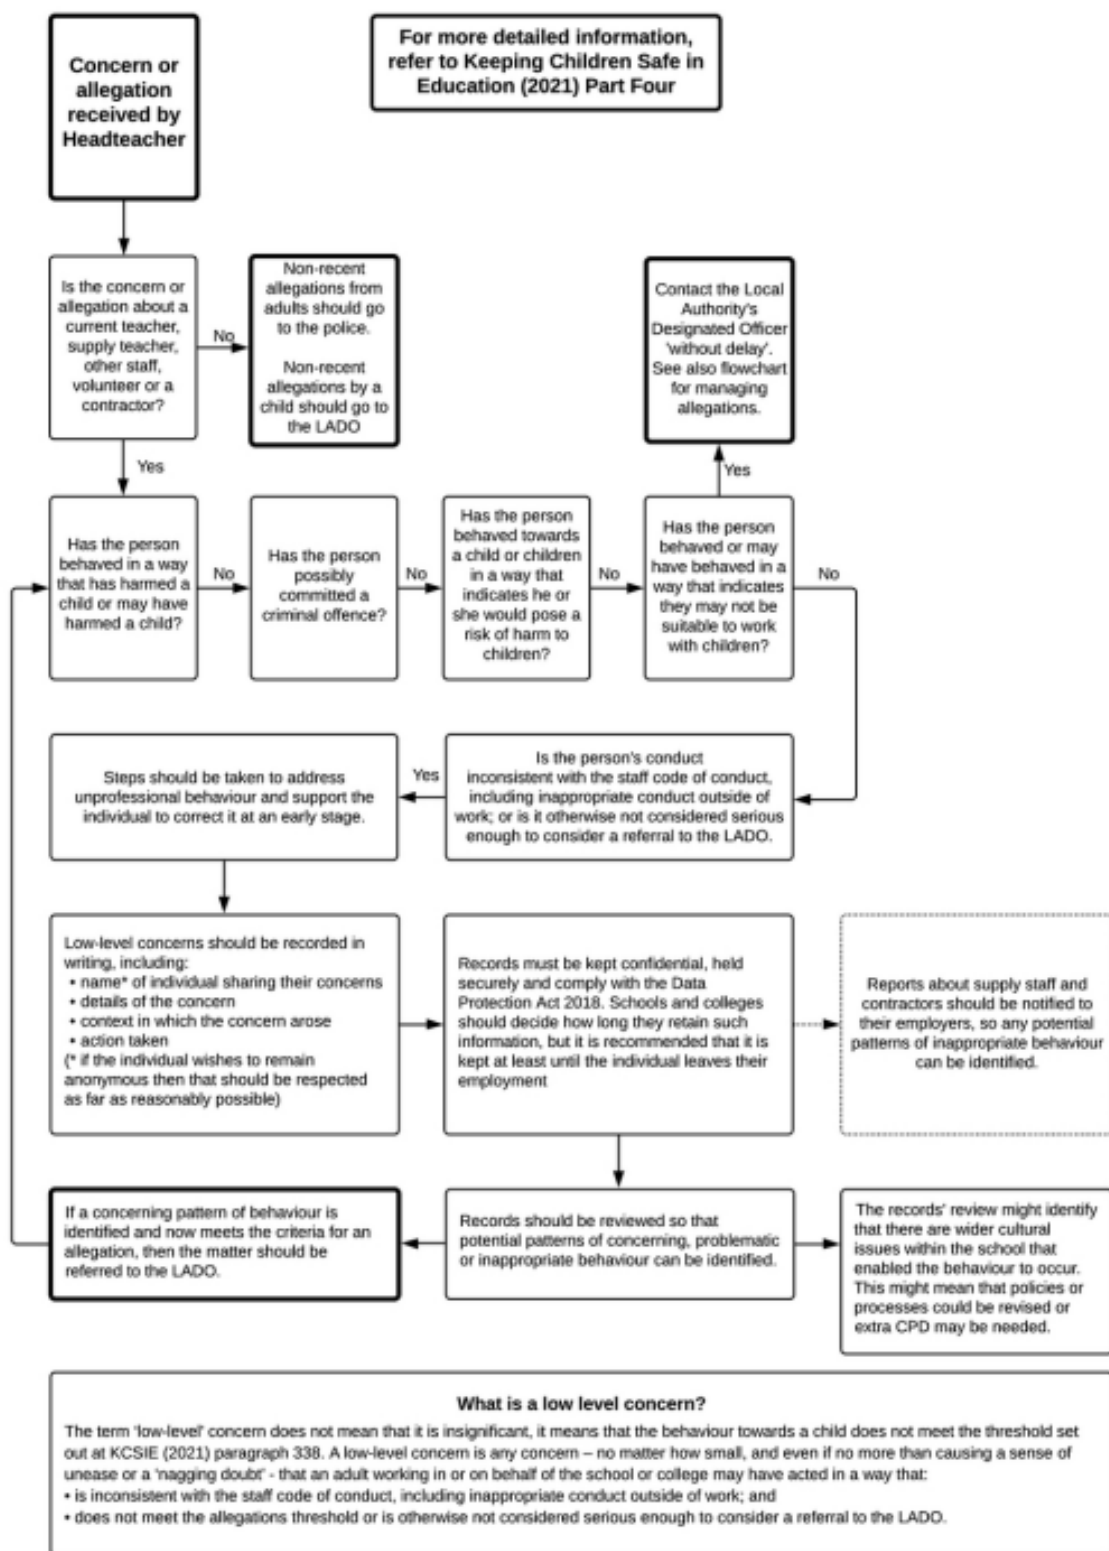 Concern or
allegation
received by
Headteacher
For more detailed information,
refer to Keeping Children Safe in
Education (2021) Part Four
Is the concern or
allegation about a
current teacher,
supply teacher,
other staff,
volunteer or a
contractor?
No
Non-recent
allegations from
adults should go
to the police.
Non-recent
allegations by a
child should go to
the LADO
Contact the Local
Authority's
Designated Officer
'without delay'.
See also flowchart
for managing
allegations.
Yes
Yes
Has the person
behaved in a way
that has harmed a
child or may have
harmed a child?
No
Has the person
possibly
committed a
criminal offence?
No
Has the person
behaved towards
a child or children
in a way that
indicates he or
she would pose a
risk of harm to
children?
No
Has the person
behaved or may
have behaved in a
way that indicates
they may not be
suitable to work
with children?
No
Steps should be taken to address
unprofessional behaviour and support the
individual to correct it at an early stage.
Yes
Is the person's conduct
inconsistent with the staff code of conduct,
including inappropriate conduct outside of
work; or is it otherwise not considered serious
enough to consider a referral to the LADO.
Low-level concerns should be recorded in
writing, including:
• name* of individual sharing their concerns
• details of the concern
• context in which the concern arose
• action taken
(* if the individual wishes to remain
anonymous then that should be respected
as far as reasonably possible)
Records must be kept confidential, held
securely and comply with the Data
Protection Act 2018. Schools and colleges
should decide how long they retain such
information, but it is recommended that it is
kept at least until the individual leaves their
employment
Reports about supply staff and
contractors should be notified to
their employers, so any potential
patterns of inappropriate behaviour
can be identified.
If a concerning pattern of behaviour is
identified and now meets the criteria for an
allegation, then the matter should be
referred to the LADO.
Records should be reviewed so that
potential patterns of concerning, problematic
or inappropriate behaviour can be identified.
The records' review might identify
that there are wider cultural
issues within the school that
enabled the behaviour to occur.
This might mean that policies or
processes could be revised or
extra CPD may be needed.
What is a low level concern?
The term 'low-level' concern does not mean that it is insignificant, it means that the behaviour towards a child does not meet the threshold set
out at KCSIE (2021) paragraph 338. A low-level concern is any concern – no matter how small, and even if no more than causing a sense of
unease or a 'nagging doubt' - that an adult working in or on behalf of the school or college may have acted in a way that:
• is inconsistent with the staff code of conduct, including inappropriate conduct outside of work; and
• does not meet the allegations threshold or is otherwise not considered serious enough to consider a referral to the LADO.